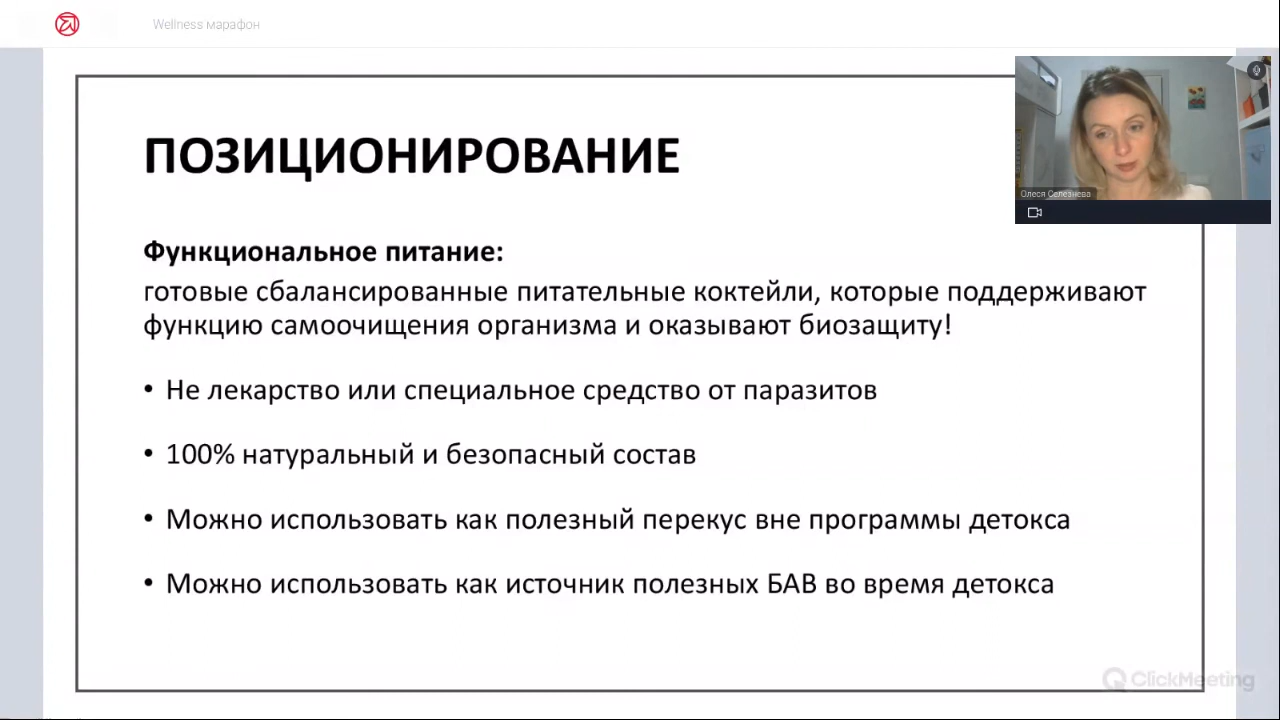 Wellness марафон
ПОЗИЦИОНИРОВАНИЕ
Олеся Селезнева
Функциональное питание:
готовые сбалансированные питательные коктейли, которые поддерживают
функцию самоочищения организма и оказывают биозащиту!
• Не лекарство или специальное средство от паразитов
• 100% натуральный и безопасный состав
• Можно использовать как полезный перекус вне программы детокса
• Можно использовать как источник полезных БАВ во время детокса
ClickMeeting